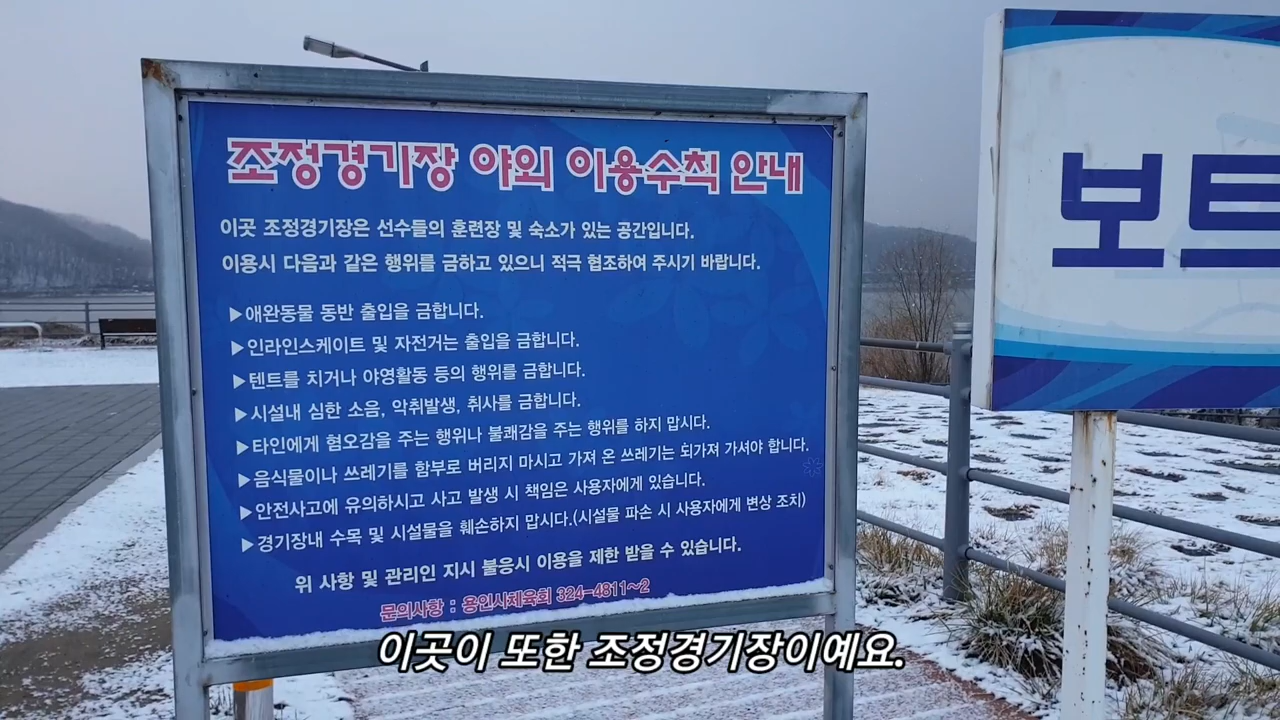 조정경기장 야외 이용수칙 안내
이곳 조정경기장은 선수들의 훈련장 및 숙소가 있는 공간입니다.
이용시 다음과 같은 행위를 금하고 있으니 적극 협조하여 주시기 바랍니다.
▶애완동물 동반 출입을 금합니다.
▶인라인스케이트 및 자전거는 출입을 금합니다.
▶텐트를 치거나 야영활동 등의 행위를 금합니다.
▶시설내 심한 소음, 악취발생, 취사를 금합니다.
▶타인에게 혐오감을 주는 행위나 불쾌감을 주는 행위를 하지 맙시다.
▶음식물이나 쓰레기를 함부로 버리지 마시고 가져 온 쓰레기는 되가져 가셔야 합니다.
▶안전사고에 유의하시고 사고 발생 시 책임은 사용자에게 있습니다.
▶경기장내 수목 및 시설물을 훼손하지 맙시다.(시설물 파손 시 사용자에게 변상 조치)
위 사항 및 관리인 지시 불응시 이용을 제한 받을 수 있습니다.
문의사항 : 용인시체육회 324-4811~2
보트
이곳이 또한 조정경기장이예요.